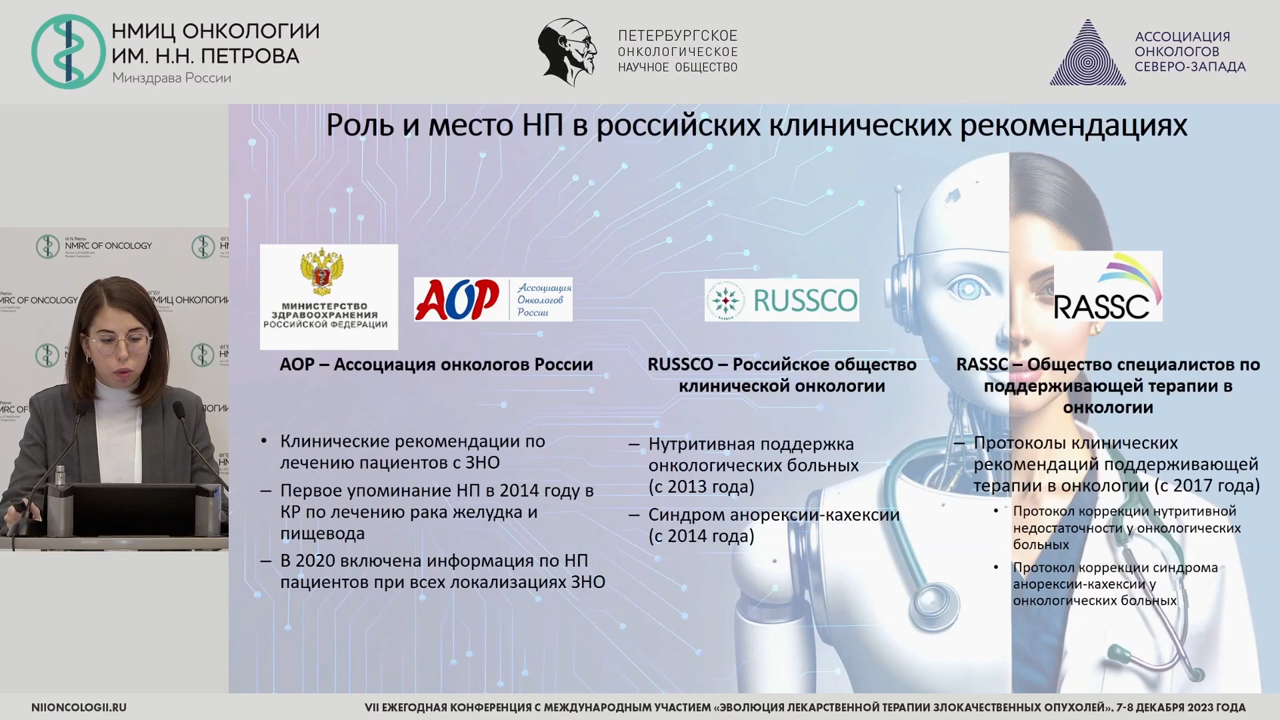 НМИЦ ОНКОЛОГИИ
ИМ. Н.Н. ПЕТРОВА
Минздрава России
ПЕТЕРБУРГСКОЕ
ОНКОЛОГИЧЕСКОЕ
НАУЧНОЕ ОБЩЕСТВО
АССОЦИАЦИЯ
ОНКОЛОГОВ
СЕВЕРО-ЗАПАДА
Роль и место НП в российских клинических рекомендациях
NMRC OF ONCOLOGY
MRC OF ONCOLOGY
НМИЦ ОНКОЛОГИИ
МИНИСТЕРСТВО
ЗДРАВООХРАНЕНИЯ
РОССИЙСКОЙ ФЕДЕРАЦИИ
АОР
Ассоциация
Онкологов
России
АОР – Ассоциация онкологов России
• Клинические рекомендации по
лечению пациентов с ЗНО
– Первое упоминание НП в 2014 году в
КР по лечению рака желудка и
пищевода
– В 2020 включена информация по НП
пациентов при всех локализациях ЗНО
RUSSCO
RUSSCO – Российское общество
клинической онкологии
– Нутритивная поддержка
онкологических больных
(с 2013 года)
– Синдром анорексии-кахексии
(с 2014 года)
RASSC
RASSC – Общество специалистов по
поддерживающей терапии в
онкологии
– Протоколы клинических
рекомендаций поддерживающей
терапии в онкологии (с 2017 года)
• Протокол коррекции нутритивной
недостаточности у онкологических
больных
• Протокол коррекции синдрома
анорексии-кахексии у
онкологических больных
NIIONCOLOGII.RU
VII ЕЖЕГОДНАЯ КОНФЕРЕНЦИЯ С МЕЖДУНАРОДНЫМ УЧАСТИЕМ «ЭВОЛЮЦИЯ ЛЕКАРСТВЕННОЙ ТЕРАПИИ ЗЛОКАЧЕСТВЕННЫХ ОПУХОЛЕЙ». 7-8 ДЕКАБРЯ 2023 ГОДА